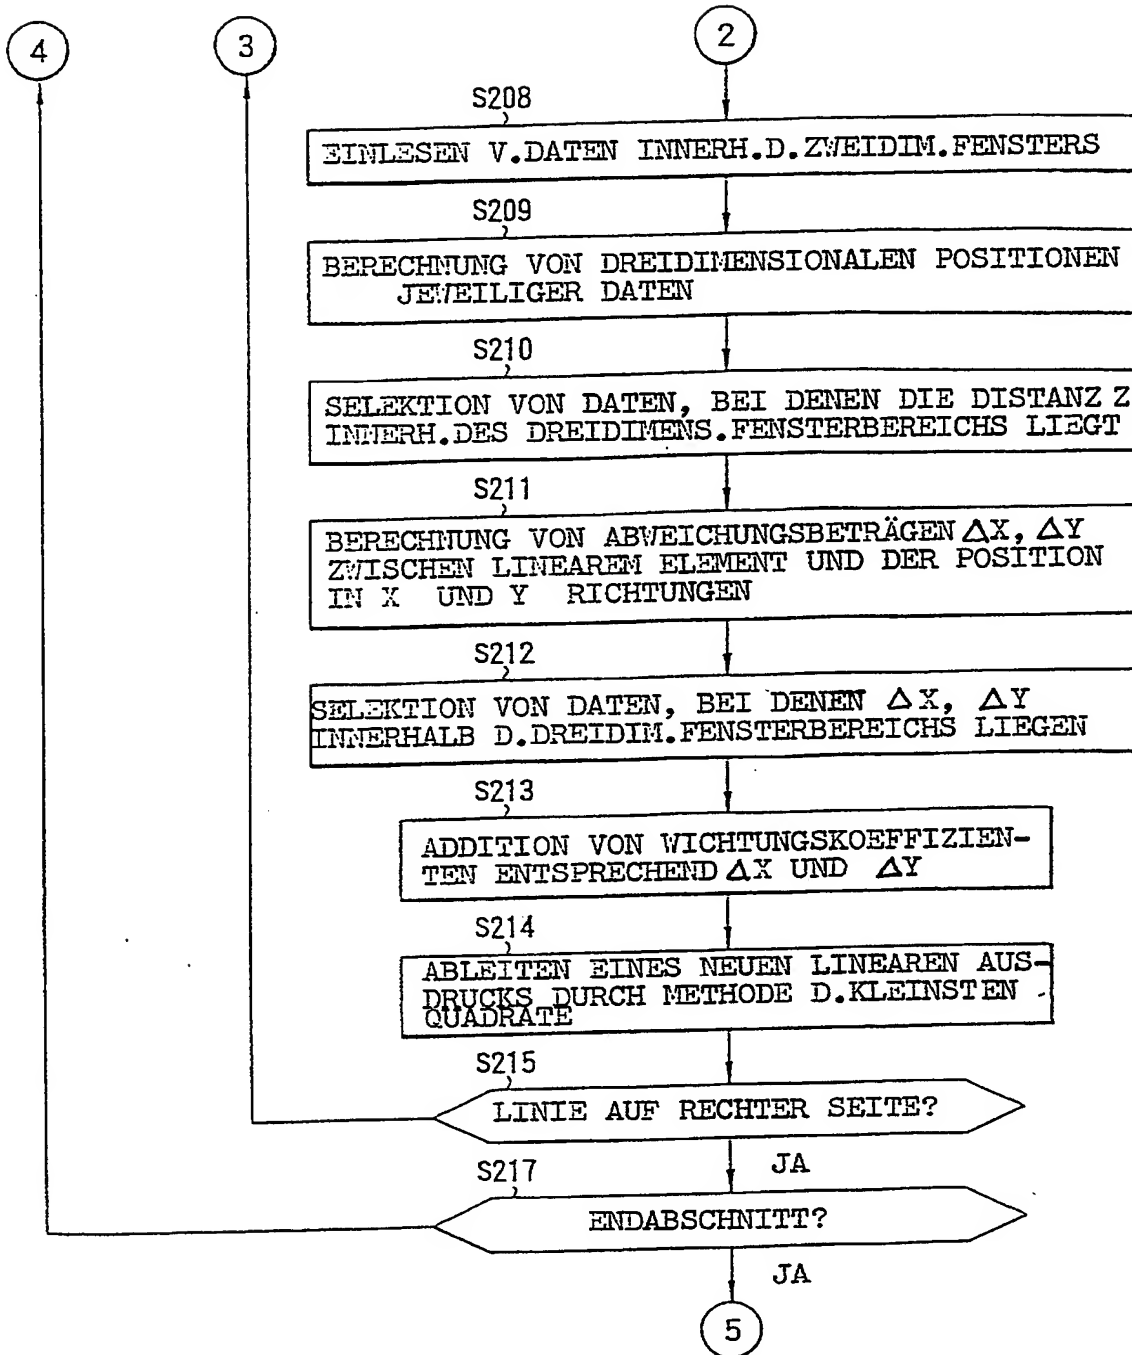 4
3
2
S208
EINLESEN V.DATEN INNERH.D.ZWEIDIM.FENSTERS
S209
BERECHNUNG VON DREIDIMENSIONALEN POSITIONEN
JEWEILIGER DATEN
S210
SELEKTION VON DATEN, BEI DENEN DIE DISTANZ Z
INNERH.DES DREIDIMENS.FENSTERBEREICHS LIEGT
S211
BERECHNUNG VON ABWEICHUNGSBETRÄGEN ΔX, ΔY
ZWISCHEN LINEAREM ELEMENT UND DER POSITION
IN X UND Y RICHTUNGEN
S212
SELEKTION VON DATEN, BEI DENEN ΔX, ΔY
INNERHALB D.DREIDIM.FENSTERBEREICHS LIEGEN
S213
ADDITION VON WICHTUNGSKOEFFIZIEN-
TEN ENTSPRECHEND ΔX UND ΔY
S214
ABLEITEN EINES NEUEN LINEAREN AUS-
DRUCKS DURCH METHODE D.KLEINSTEN
QUADRATE
S215
LINIE AUF RECHTER SEITE?
JA
S217
ENDABSCHNITT?
JA
5